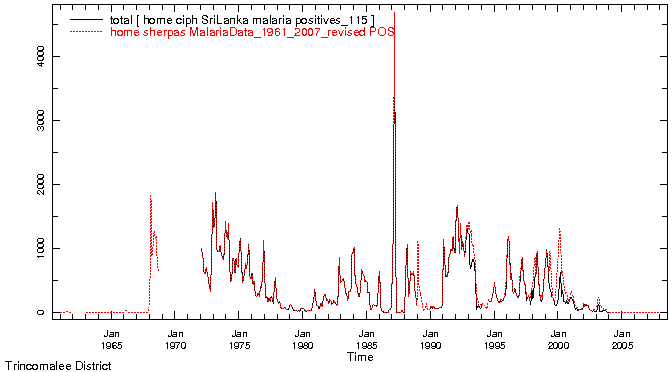 total [ home ciph SriLanka malaria positives_115 ]
home sherpas MalariaData_1961_2007_revised POS
4000
3000
2000
1000
0
Jan Jan Jan Jan Jan Jan Jan Jan Jan
1965 1970 1975 1980 1985 1990 1995 2000 2005
Time
Trincomalee District